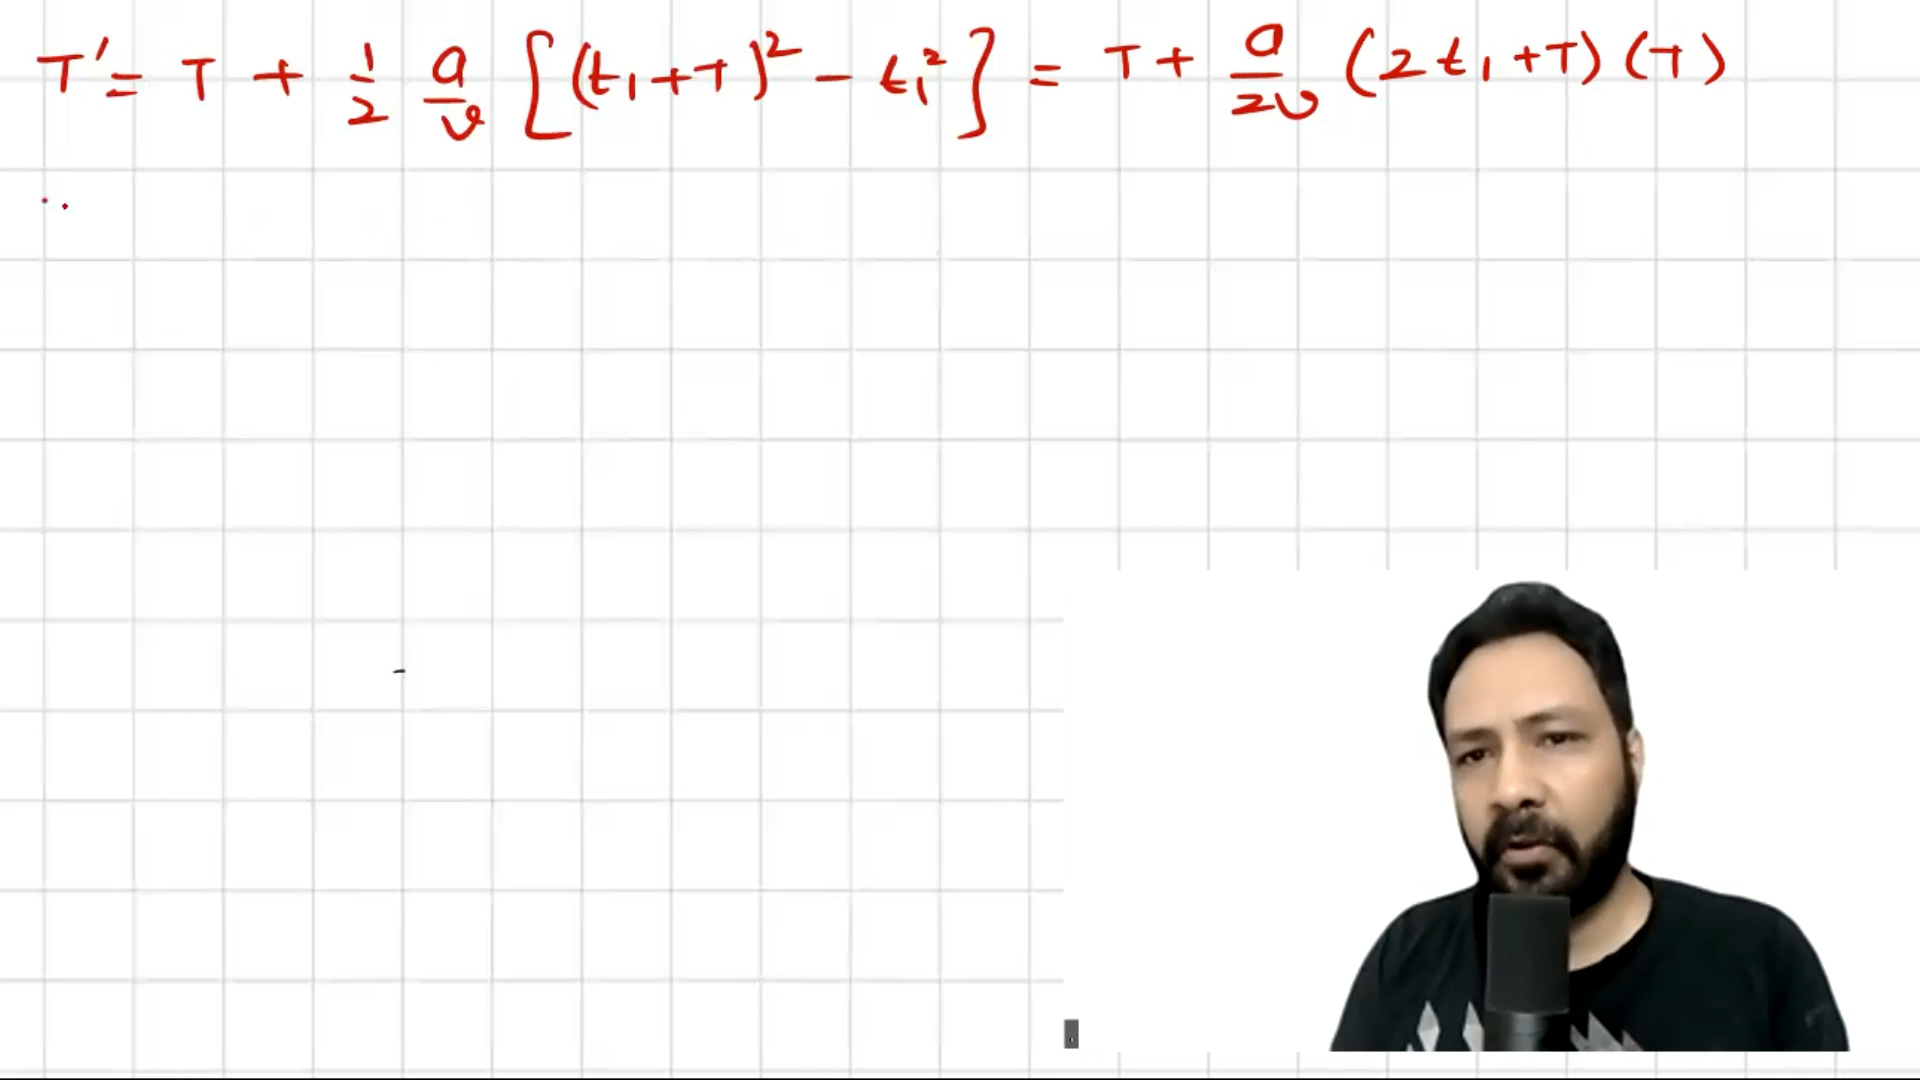 T' = T + 1/2 a/v [(t₁+T)² - t₁²] = T + a/2v (2t₁+T)(T)